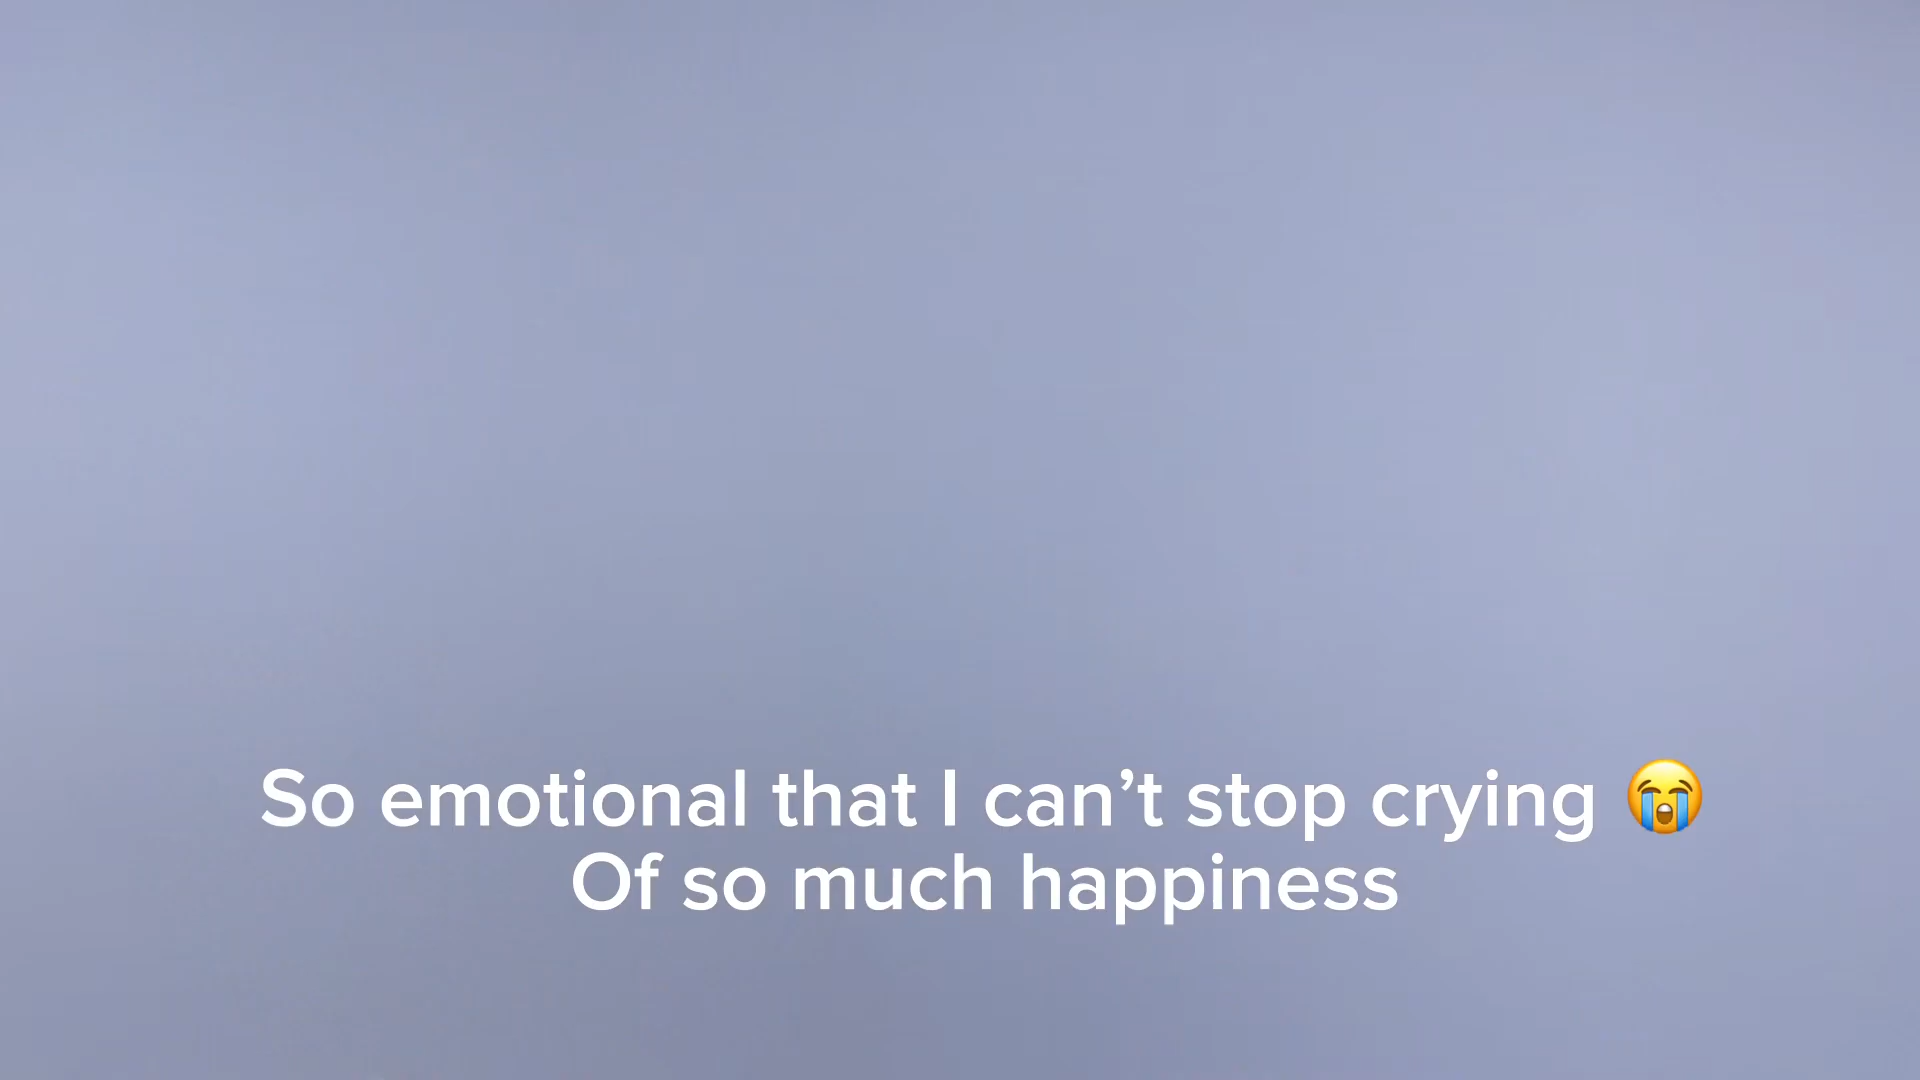 So emotional that I can’t stop crying 😭
Of so much happiness